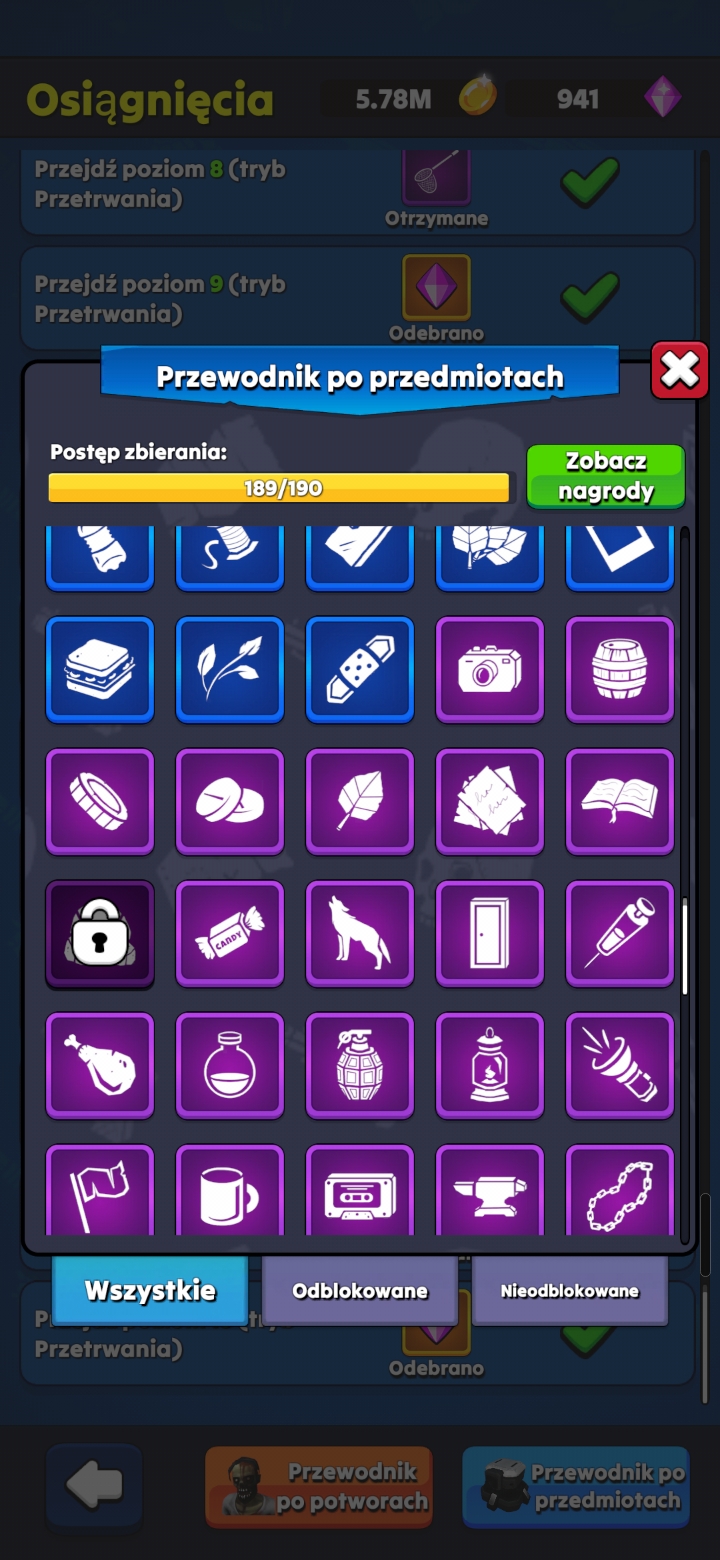 Osiągnięcia
5.78M
941
Przejdź poziom 8 (tryb
Przetrwania)
Otrzymane
Przejdź poziom 9 (tryb
Przetrwania)
Odebrano
Przewodnik po przedmiotach
Postęp zbierania:
189/190
Zobacz
nagrody
CANDY
Wszystkie
Odblokowane
Nieodblokowane
Przetrwania)
Odebrano
Przewodnik
po potworach
Przewodnik po
przedmiotach